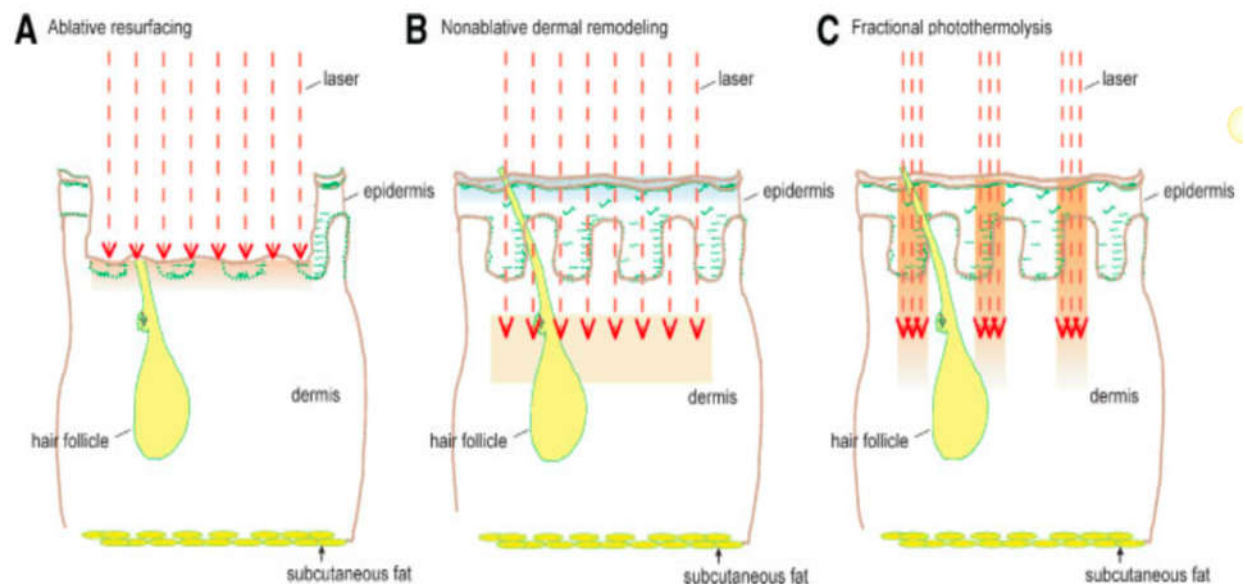 A Ablative resurfacing
laser
epidermis
dermis
hair follicle
subcutaneous fat
B Nonablative dermal remodeling
laser
epidermis
dermis
hair follicle
subcutaneous fat
C Fractional photothermolysis
laser
epidermis
dermis
hair follicle
subcutaneous fat